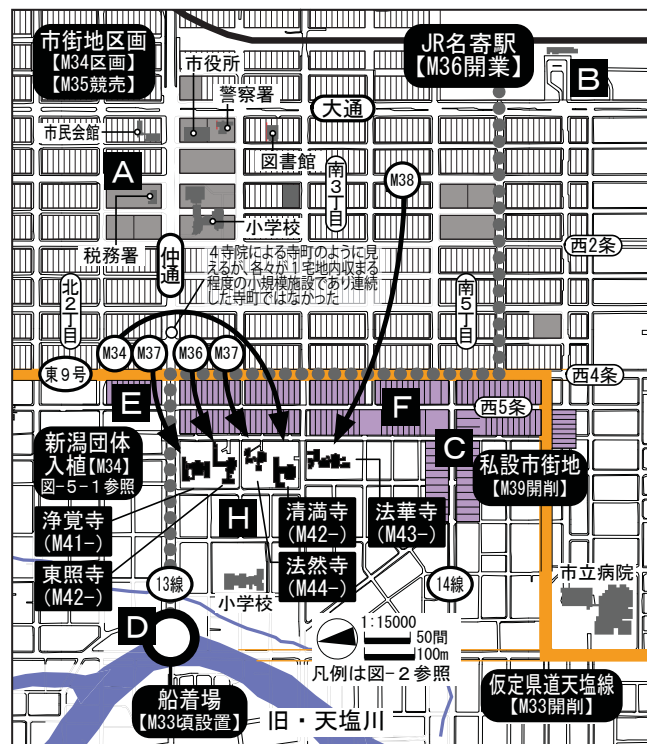 市街地区画
【M34区画】
【M35競売】
市役所
警察署
JR名寄駅
【M36開業】
B
大通
市民会館
図書館
A
南3丁目
M38
小学校
税務署
仲通
4寺院による寺町のように見
えるが、各々が1宅地内収まる
程度の小規模施設であり連続
した寺町ではなかった
西2条
北2丁目
南5丁目
M34
M37
M36
M37
東9号
西4条
E
F
西5条
新潟団体
入植【M34】
図-5-1参照
C
私設市街地
【M39開削】
浄覚寺
(M41-)
H
清満寺
(M42-)
法華寺
(M43-)
東照寺
(M42-)
法然寺
(M44-)
13線
小学校
14線
市立病院
D
1:15000
50間
100m
凡例は図-2参照
船着場
【M33頃設置】
旧・天塩川
仮定県道天塩線
【M33開削】